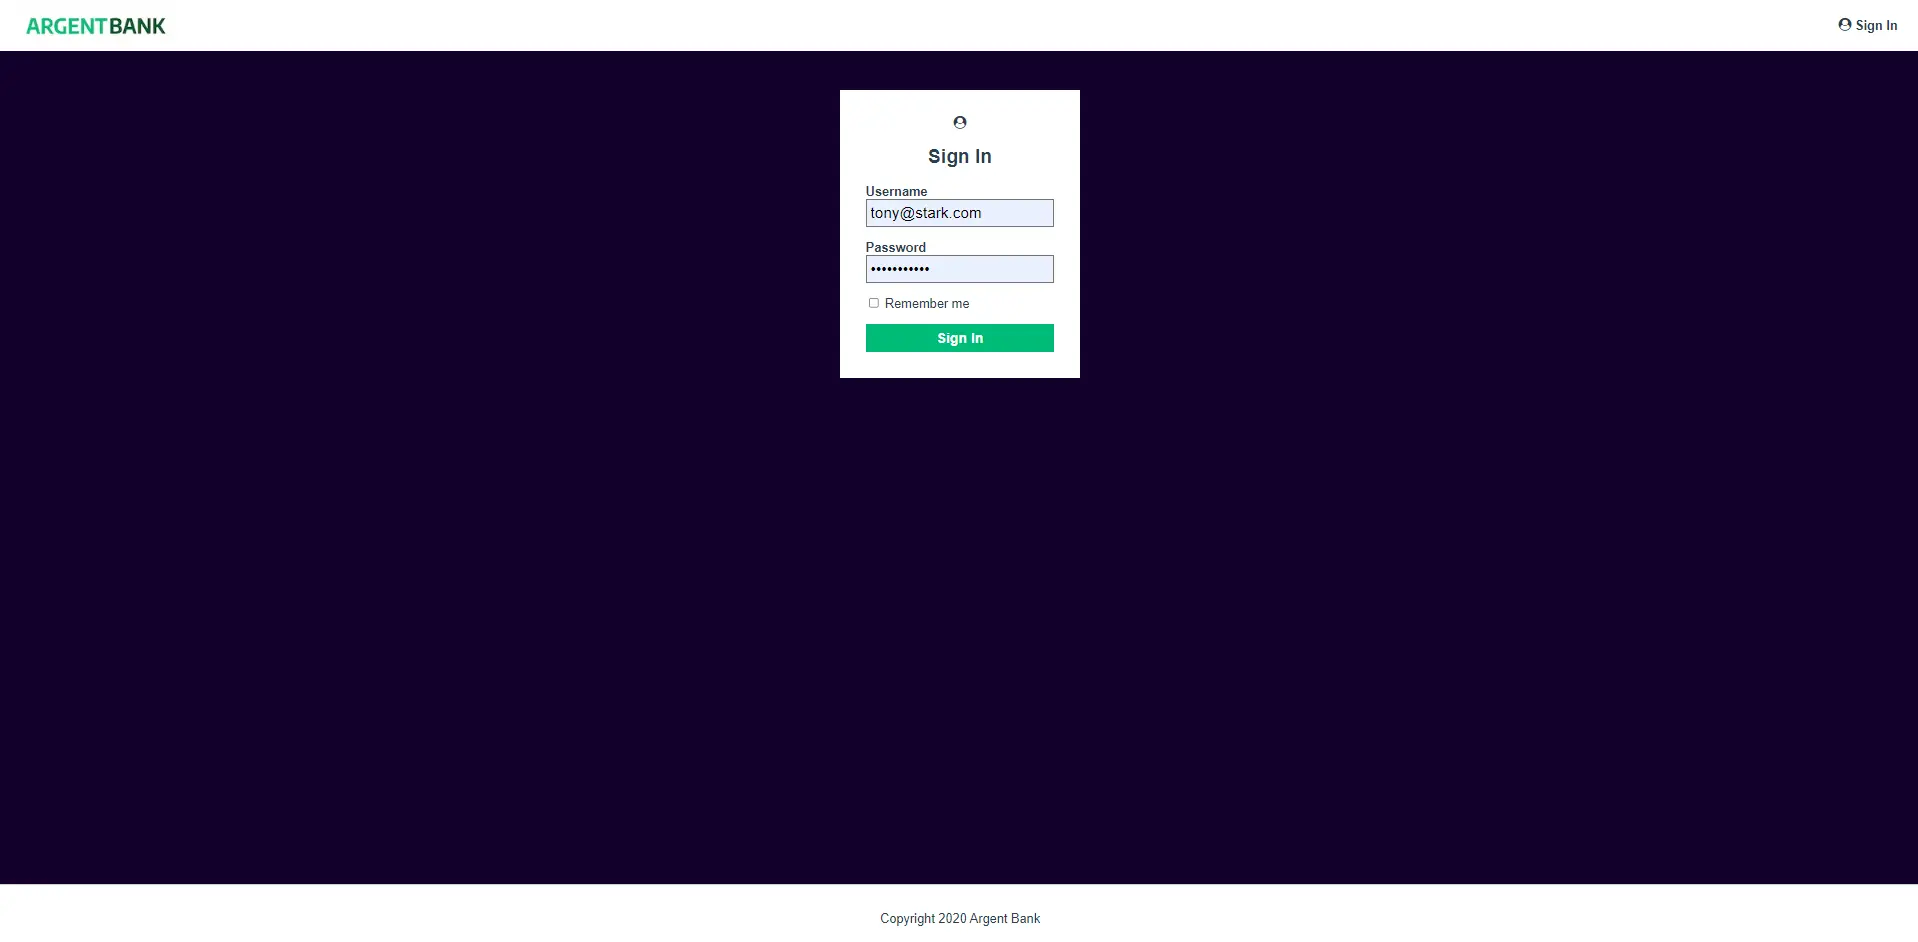 ARGENTBANK
Sign In
Sign In
Username
tony@stark.com
Password
•••••••••••
Remember me
Sign In
Copyright 2020 Argent Bank